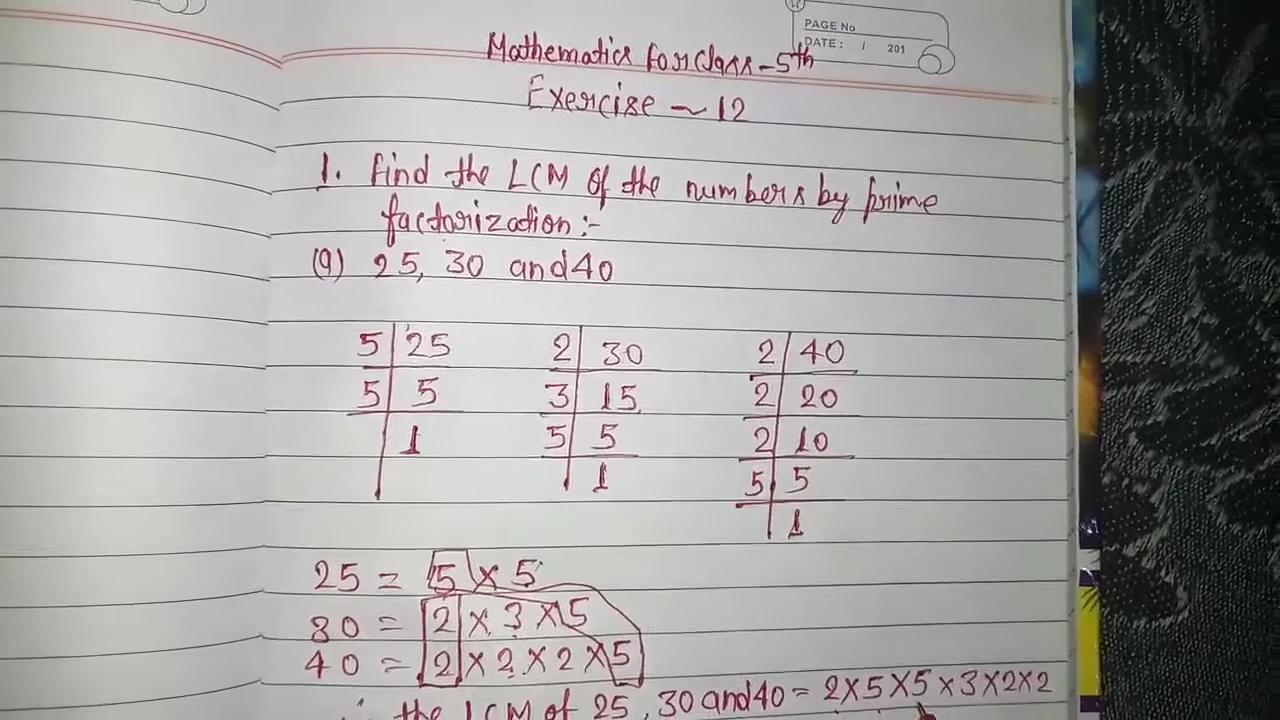 PAGE No
DATE: / 201
Mathematics for class-5th
Exercise ~ 12
1. Find the LCM of the numbers by prime
factorization:-
(a) 25, 30 and 40
5 25 2 30 2 40
5 5 3 15 2 20
1 5 5 2 10
1 5 5
1
25 = 5 × 5
30 = 2 × 3 × 5
40 = 2 × 2 × 2 × 5
∴ the LCM of 25, 30 and 40 = 2×5×5×3×2×2